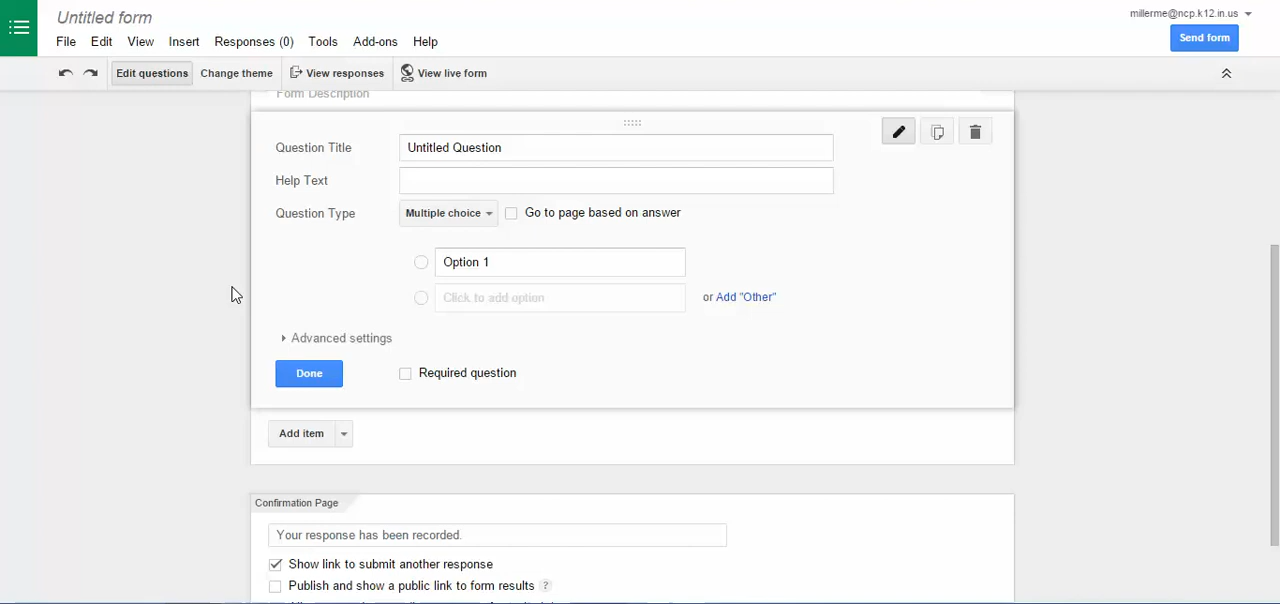 Untitled form
millerme@ncp.k12.in.us
File Edit View Insert Responses (0) Tools Add-ons Help
Send form
Edit questions Change theme View responses View live form
Form Description
Question Title Untitled Question
Help Text
Question Type Multiple choice Go to page based on answer
Option 1
Click to add option or Add "Other"
Advanced settings
Done Required question
Add item
Confirmation Page
Your response has been recorded.
Show link to submit another response
Publish and show a public link to form results ?